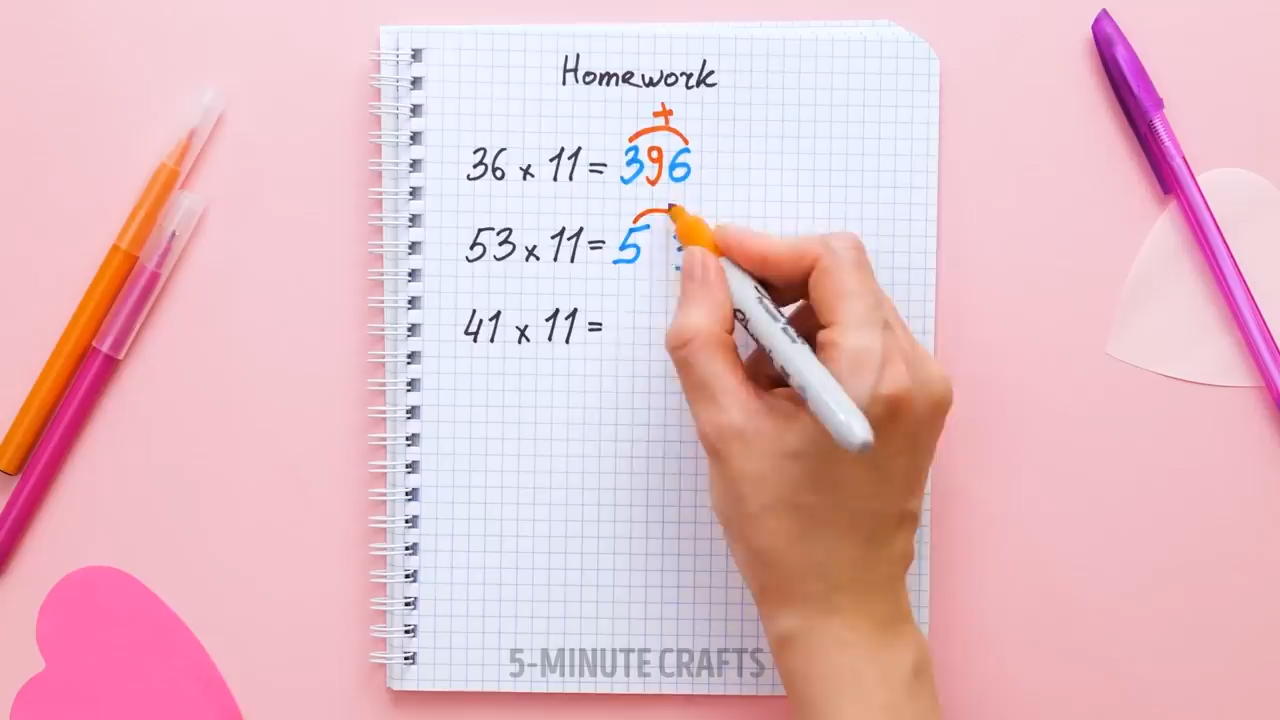 Homework
+
36 × 11 = 396
53 × 11 = 5
41 × 11 =
5-MINUTE CRAFTS